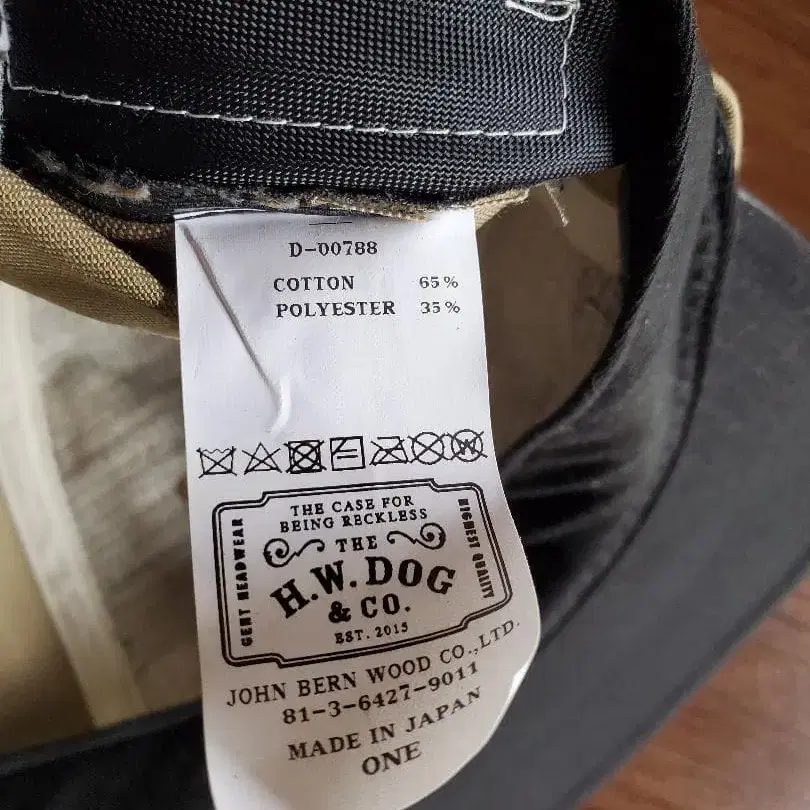 D-00788
COTTON 65%
POLYESTER 35%
THE CASE FOR
BEING RECKLESS
GENT HEADWEAR
HIGHEST QUALITY
THE
H.W. DOG
& CO.
EST. 2015
JOHN BERN WOOD CO.,LTD.
81-3-6427-9011
MADE IN JAPAN
ONE